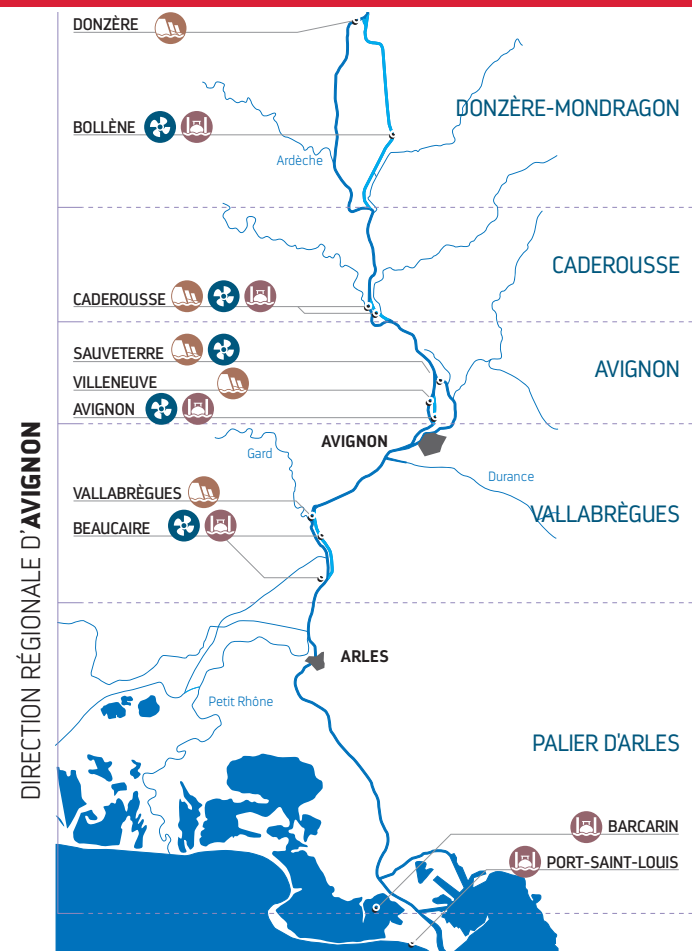 DONZÈRE
DONZÈRE-MONDRAGON
BOLLÈNE
Ardèche
CADEROUSSE
CADEROUSSE
SAUVETERRE
AVIGNON
VILLENEUVE
AVIGNON
AVIGNON
Gard
Durance
VALLABRÈGUES
VALLABRÈGUES
BEAUCAIRE
DIRECTION RÉGIONALE D'AVIGNON
ARLES
Petit Rhône
PALIER D'ARLES
BARCARIN
PORT-SAINT-LOUIS